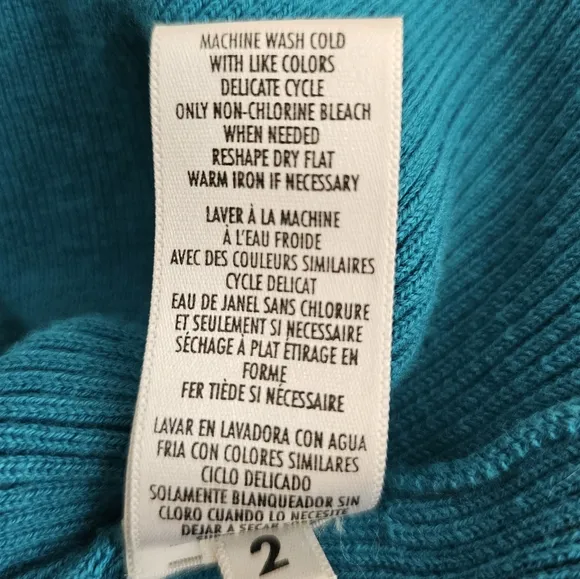 MACHINE WASH COLD
WITH LIKE COLORS
DELICATE CYCLE
ONLY NON-CHLORINE BLEACH
WHEN NEEDED
RESHAPE DRY FLAT
WARM IRON IF NECESSARY
LAVER À LA MACHINE
À L'EAU FROIDE
AVEC DES COULEURS SIMILAIRES
CYCLE DELICAT
EAU DE JANEL SANS CHLORURE
ET SEULEMENT SI NECESSAIRE
SÉCHAGE À PLAT ÉTIRAGE EN
FORME
FER TIÈDE SI NÉCESSAIRE
LAVAR EN LAVADORA CON AGUA
FRIA CON COLORES SIMILARES
CICLO DELICADO
SOLAMENTE BLANQUEADOR SIN
CLORO CUANDO LO NECESITE
DEJAR A SECAR
2